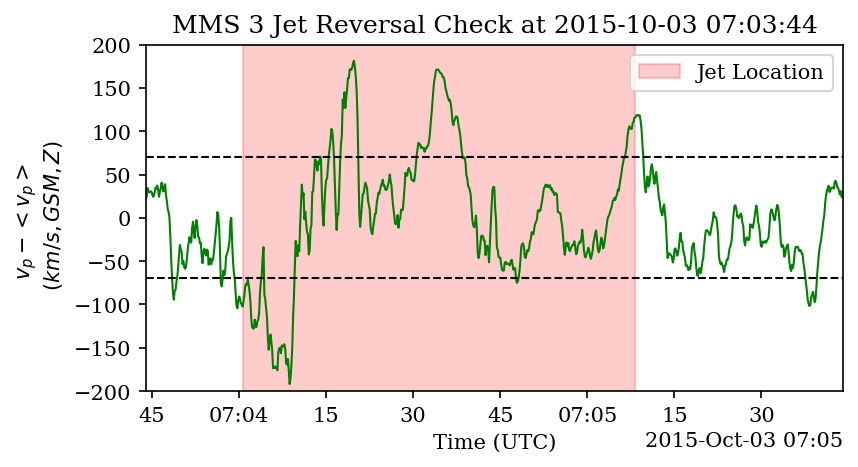 MMS 3 Jet Reversal Check at 2015-10-03 07:03:44
200
150
100
50
0
−50
−100
−150
−200
v_p − < v_p >
(km/s, GSM, Z)
Jet Location
45
07:04
15
30
45
07:05
15
30
Time (UTC)
2015-Oct-03 07:05